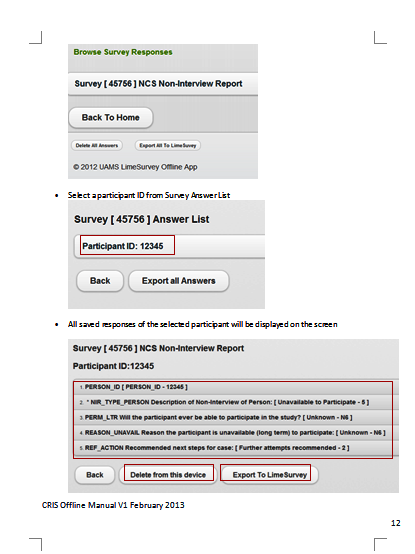 Browse Survey Responses
Survey [ 45756 ] NCS Non-Interview Report
Back To Home
Delete All Answers Export All To LimeSuvey
© 2012 UAMS LimeSurvey Offline App
• Select a participant ID from Survey Answer List
Survey [ 45756 ] Answer List
Participant ID: 12345
Back Export all Answers
• All saved responses of the selected participant will be displayed on the screen
Survey [ 45756 ] NCS Non-Interview Report
Participant ID:12345
1. PERSON_ID [ PERSON_ID - 12345 ]
2. * NIR_TYPE_PERSON Description of Non-Interview of Person: [ Unavailable to Participate - 5 ]
3. PERM_LTR Will the participant ever be able to participate in the study? [ Unknown - N6 ]
4. REASON_UNAVAIL Reason the participant is unavailable (long term) to participate: [ Unknown - N6 ]
5. REF_ACTION Recommended next steps for case: [ Further attempts recommended - 2 ]
Back Delete from this device Export To LimeSurvey
CRIS Offline Manual V1 February 2013
12